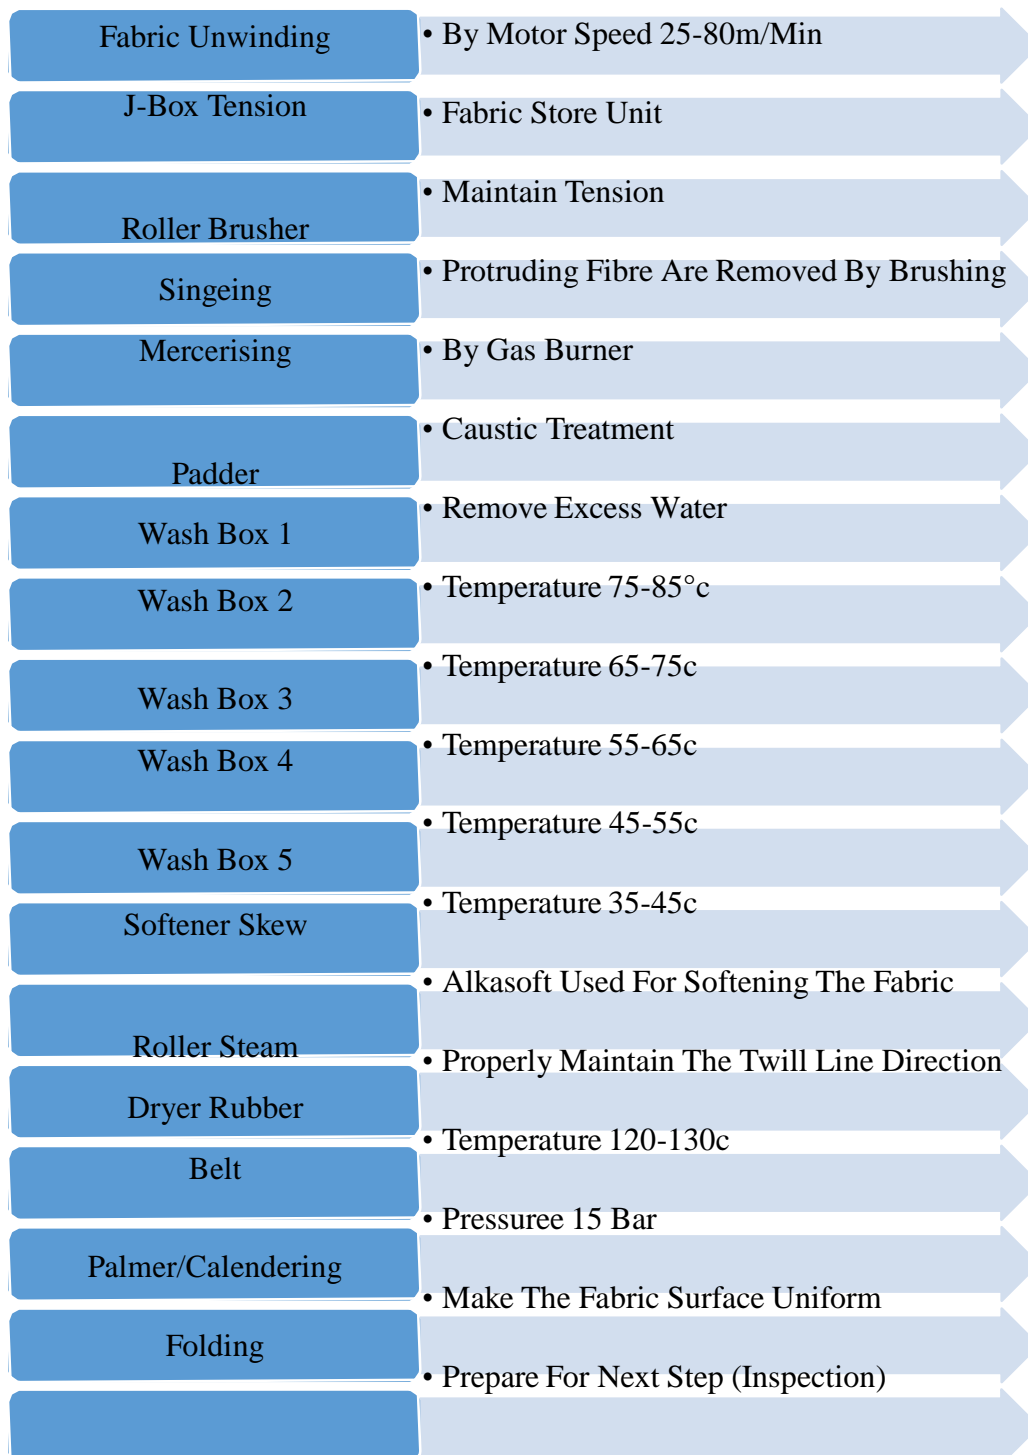 Fabric Unwinding
• By Motor Speed 25-80m/Min
J-Box Tension
• Fabric Store Unit
• Maintain Tension
Roller Brusher
• Protruding Fibre Are Removed By Brushing
Singeing
Mercerising
• By Gas Burner
• Caustic Treatment
Padder
• Remove Excess Water
Wash Box 1
• Temperature 75-85°c
Wash Box 2
• Temperature 65-75c
Wash Box 3
• Temperature 55-65c
Wash Box 4
• Temperature 45-55c
Wash Box 5
• Temperature 35-45c
Softener Skew
• Alkasoft Used For Softening The Fabric
Roller Steam
• Properly Maintain The Twill Line Direction
Dryer Rubber
• Temperature 120-130c
Belt
• Pressuree 15 Bar
Palmer/Calendering
• Make The Fabric Surface Uniform
Folding
• Prepare For Next Step (Inspection)